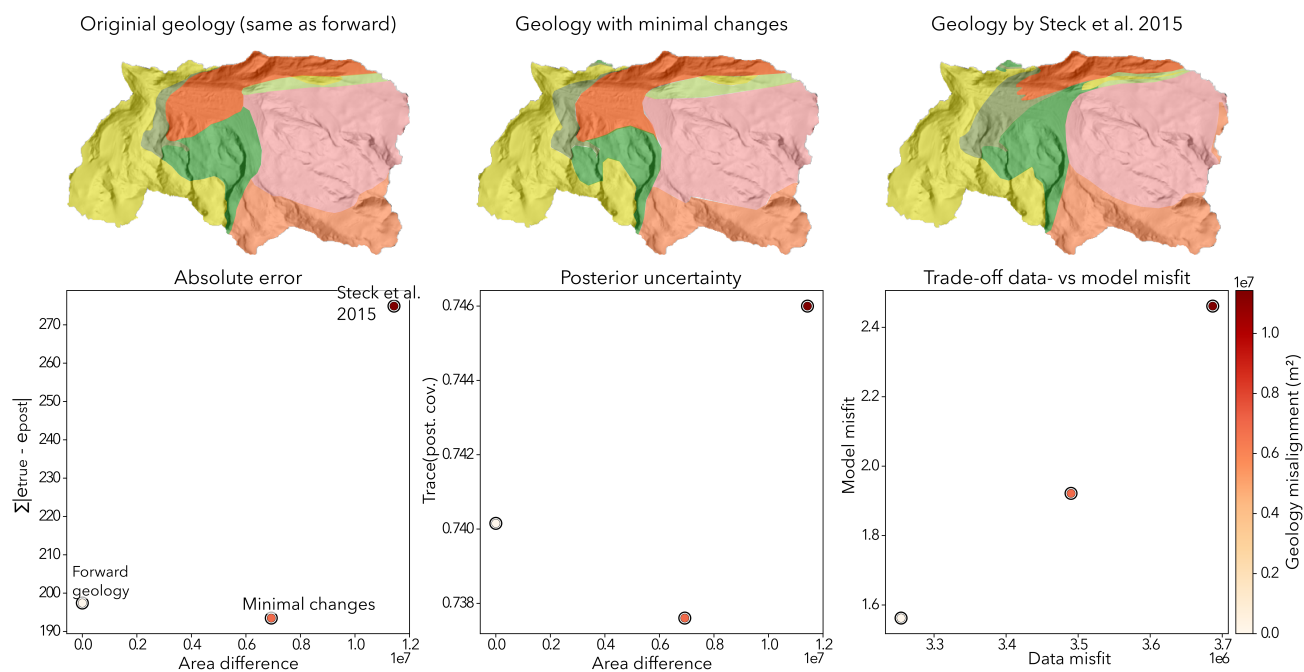 Originial geology (same as forward)
Geology with minimal changes
Geology by Steck et al. 2015
Absolute error
Steck et al.
2015
Forward
geology
Minimal changes
Σ|etrue - epost|
270
260
250
240
230
220
210
200
190
0.0
0.2
0.4
0.6
0.8
1.0
1.2
1e7
Area difference
Posterior uncertainty
Trace(post. cov.)
0.746
0.744
0.742
0.740
0.738
0.0
0.2
0.4
0.6
0.8
1.0
1.2
1e7
Area difference
Trade-off data- vs model misfit
Model misfit
2.4
2.2
2.0
1.8
1.6
3.3
3.4
3.5
3.6
3.7
1e6
Data misfit
1e7
1.0
0.8
0.6
0.4
0.2
0.0
Geology misalignment (m²)